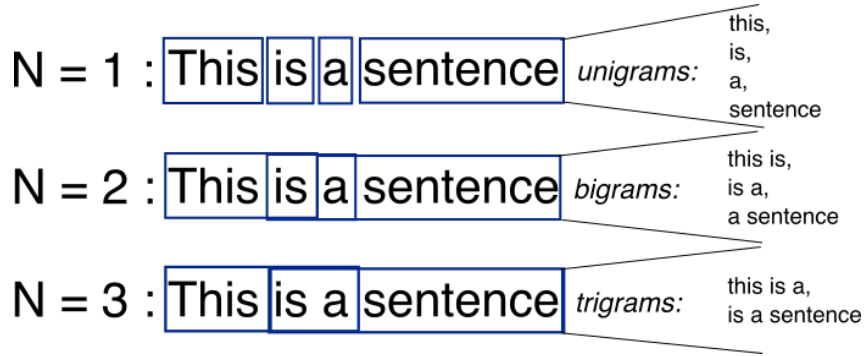 N = 1 : This is a sentence unigrams: this,
is,
a,
sentence
N = 2 : This is a sentence bigrams: this is,
is a,
a sentence
N = 3 : This is a sentence trigrams: this is a,
is a sentence